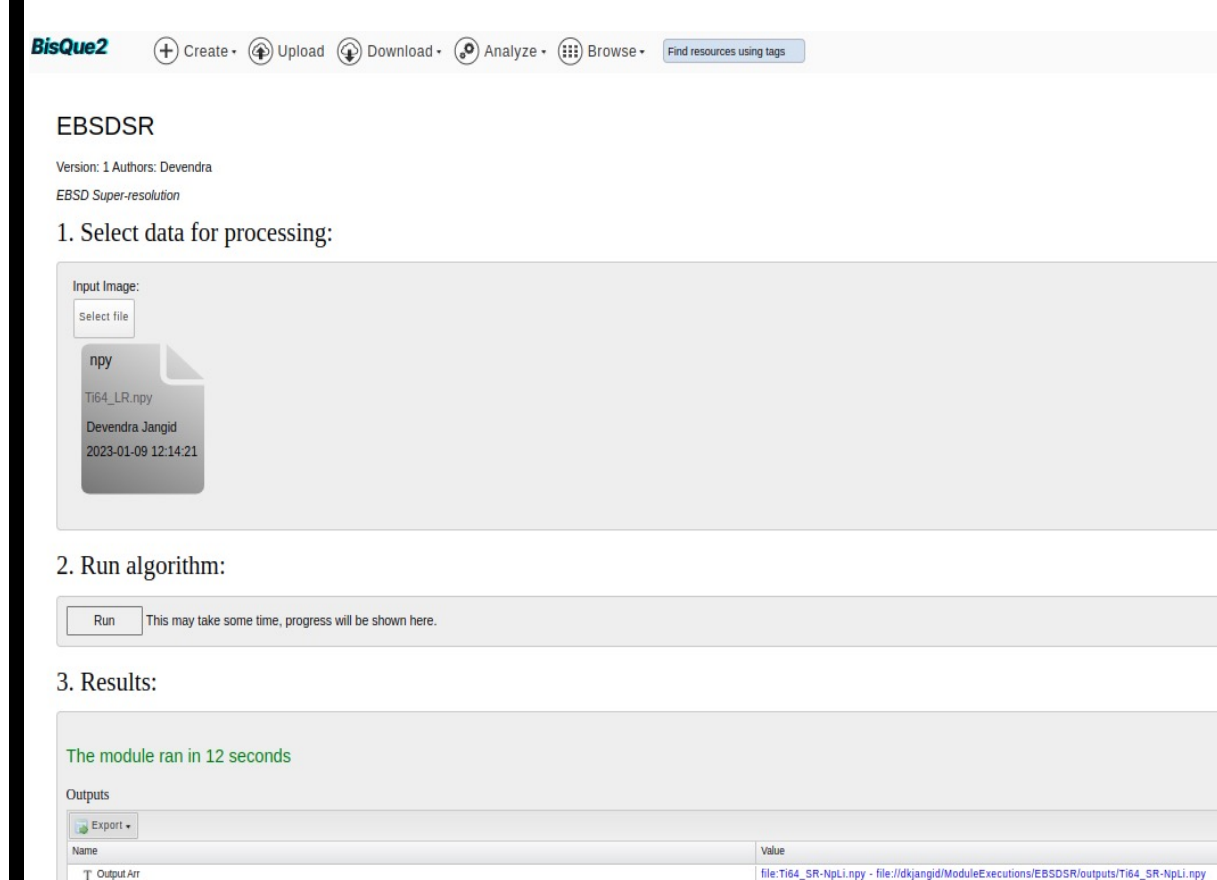 BisQue2 Create Upload Download Analyze Browse Find resources using tags
EBSDSR
Version: 1 Authors: Devendra
EBSD Super-resolution
1. Select data for processing:
Input Image:
Select file
npy
Ti64_LR.npy
Devendra Jangid
2023-01-09 12:14:21
2. Run algorithm:
Run This may take some time, progress will be shown here.
3. Results:
The module ran in 12 seconds
Outputs
Export
Name Value
T Output Arr file:Ti64_SR-NpLi.npy - file://dkjangid/ModuleExecutions/EBSDSR/outputs/Ti64_SR-NpLi.npy